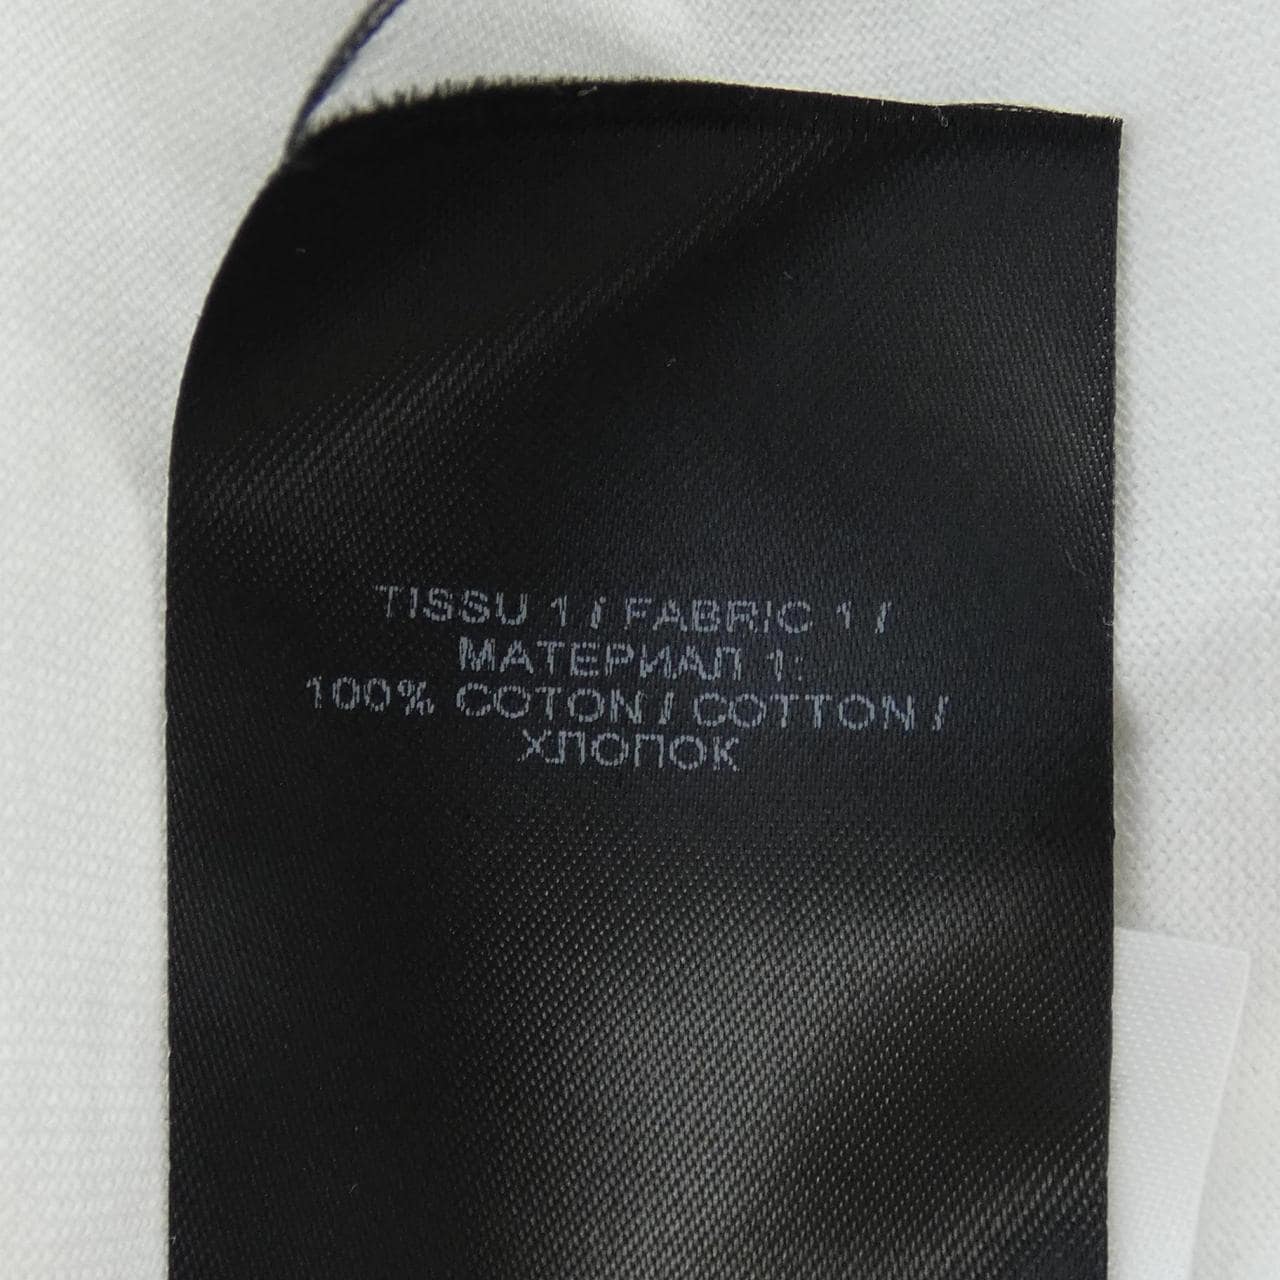 TISSU 1 / FABRIC 1 /
МАТЕРИАЛ 1:
100% COTON / COTTON /
ХЛОПОК